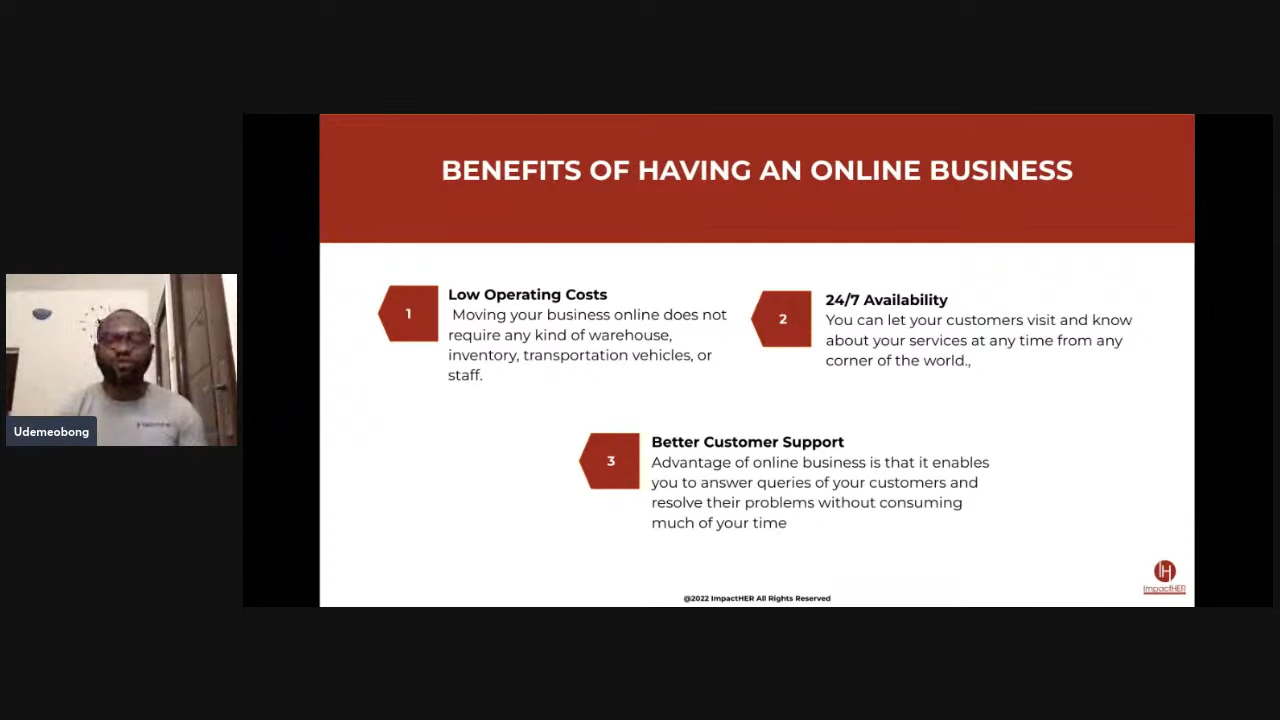 BENEFITS OF HAVING AN ONLINE BUSINESS
1
Low Operating Costs
Moving your business online does not
require any kind of warehouse,
inventory, transportation vehicles, or
staff.
2
24/7 Availability
You can let your customers visit and know
about your services at any time from any
corner of the world.,
3
Better Customer Support
Advantage of online business is that it enables
you to answer queries of your customers and
resolve their problems without consuming
much of your time
Udemeobong
IH
ImpactHER
@2022 ImpactHER All Rights Reserved